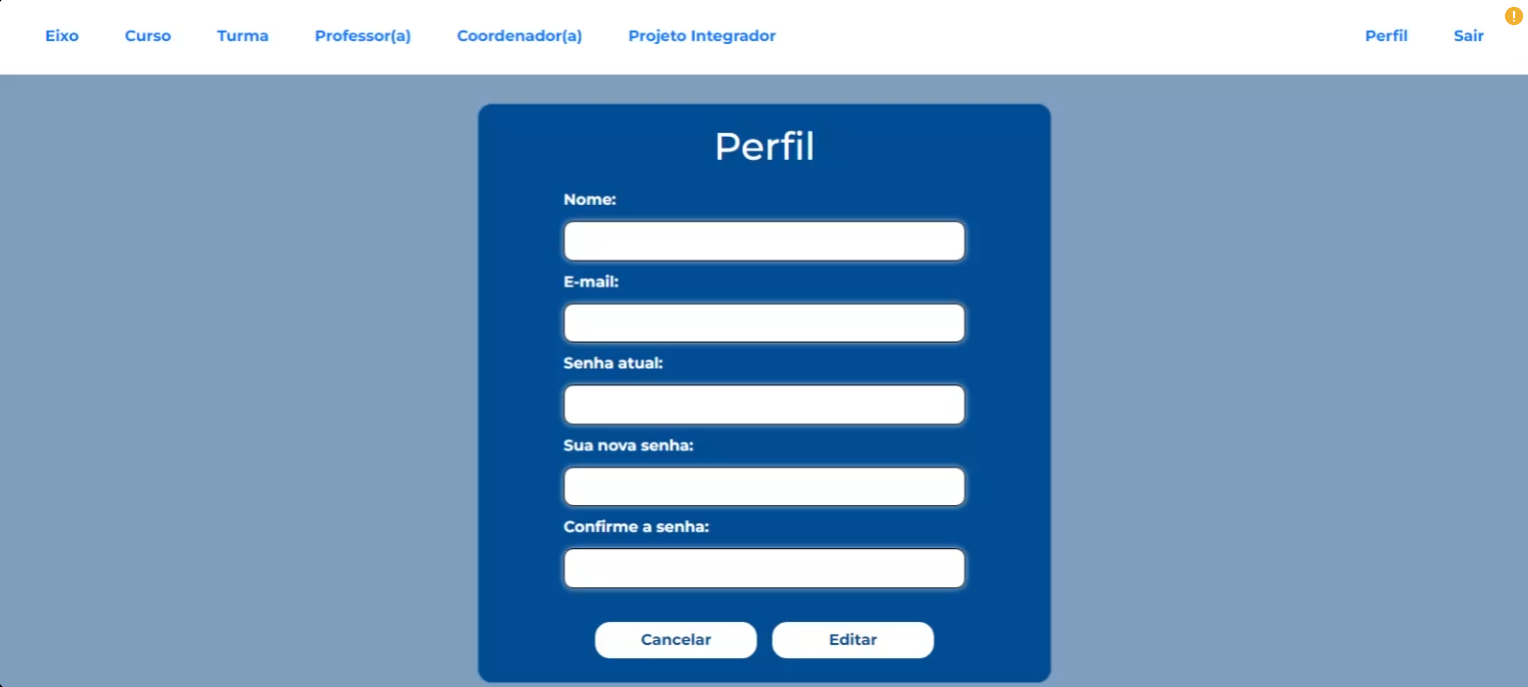 Eixo Curso Turma Professor(a) Coordenador(a) Projeto Integrador Perfil Sair
Perfil
Nome:
E-mail:
Senha atual:
Sua nova senha:
Confirme a senha:
Cancelar Editar